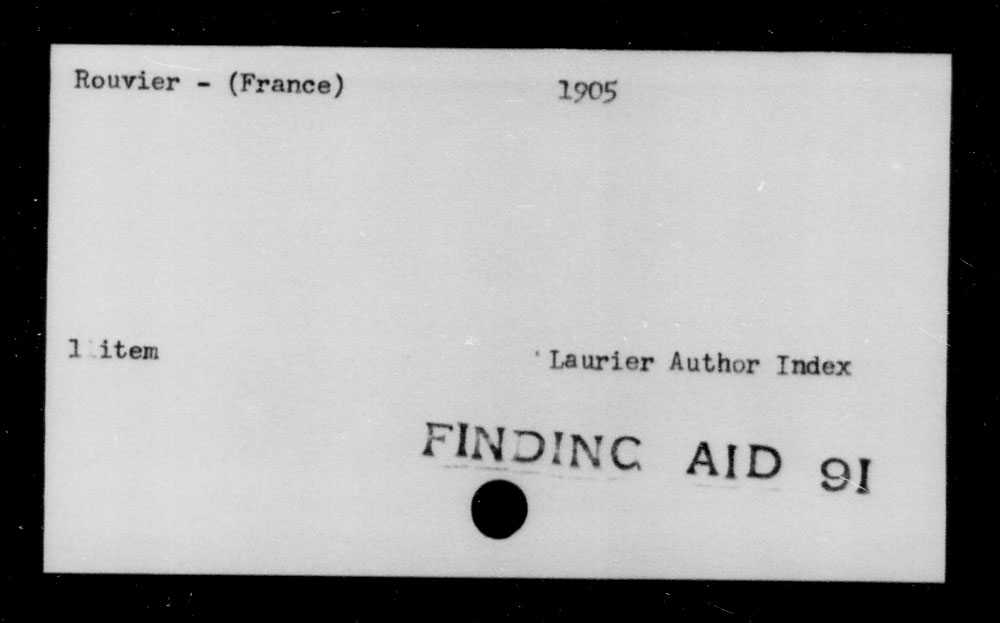 Rouvier - (France) 1905
1 item Laurier Author Index
FINDING AID 91